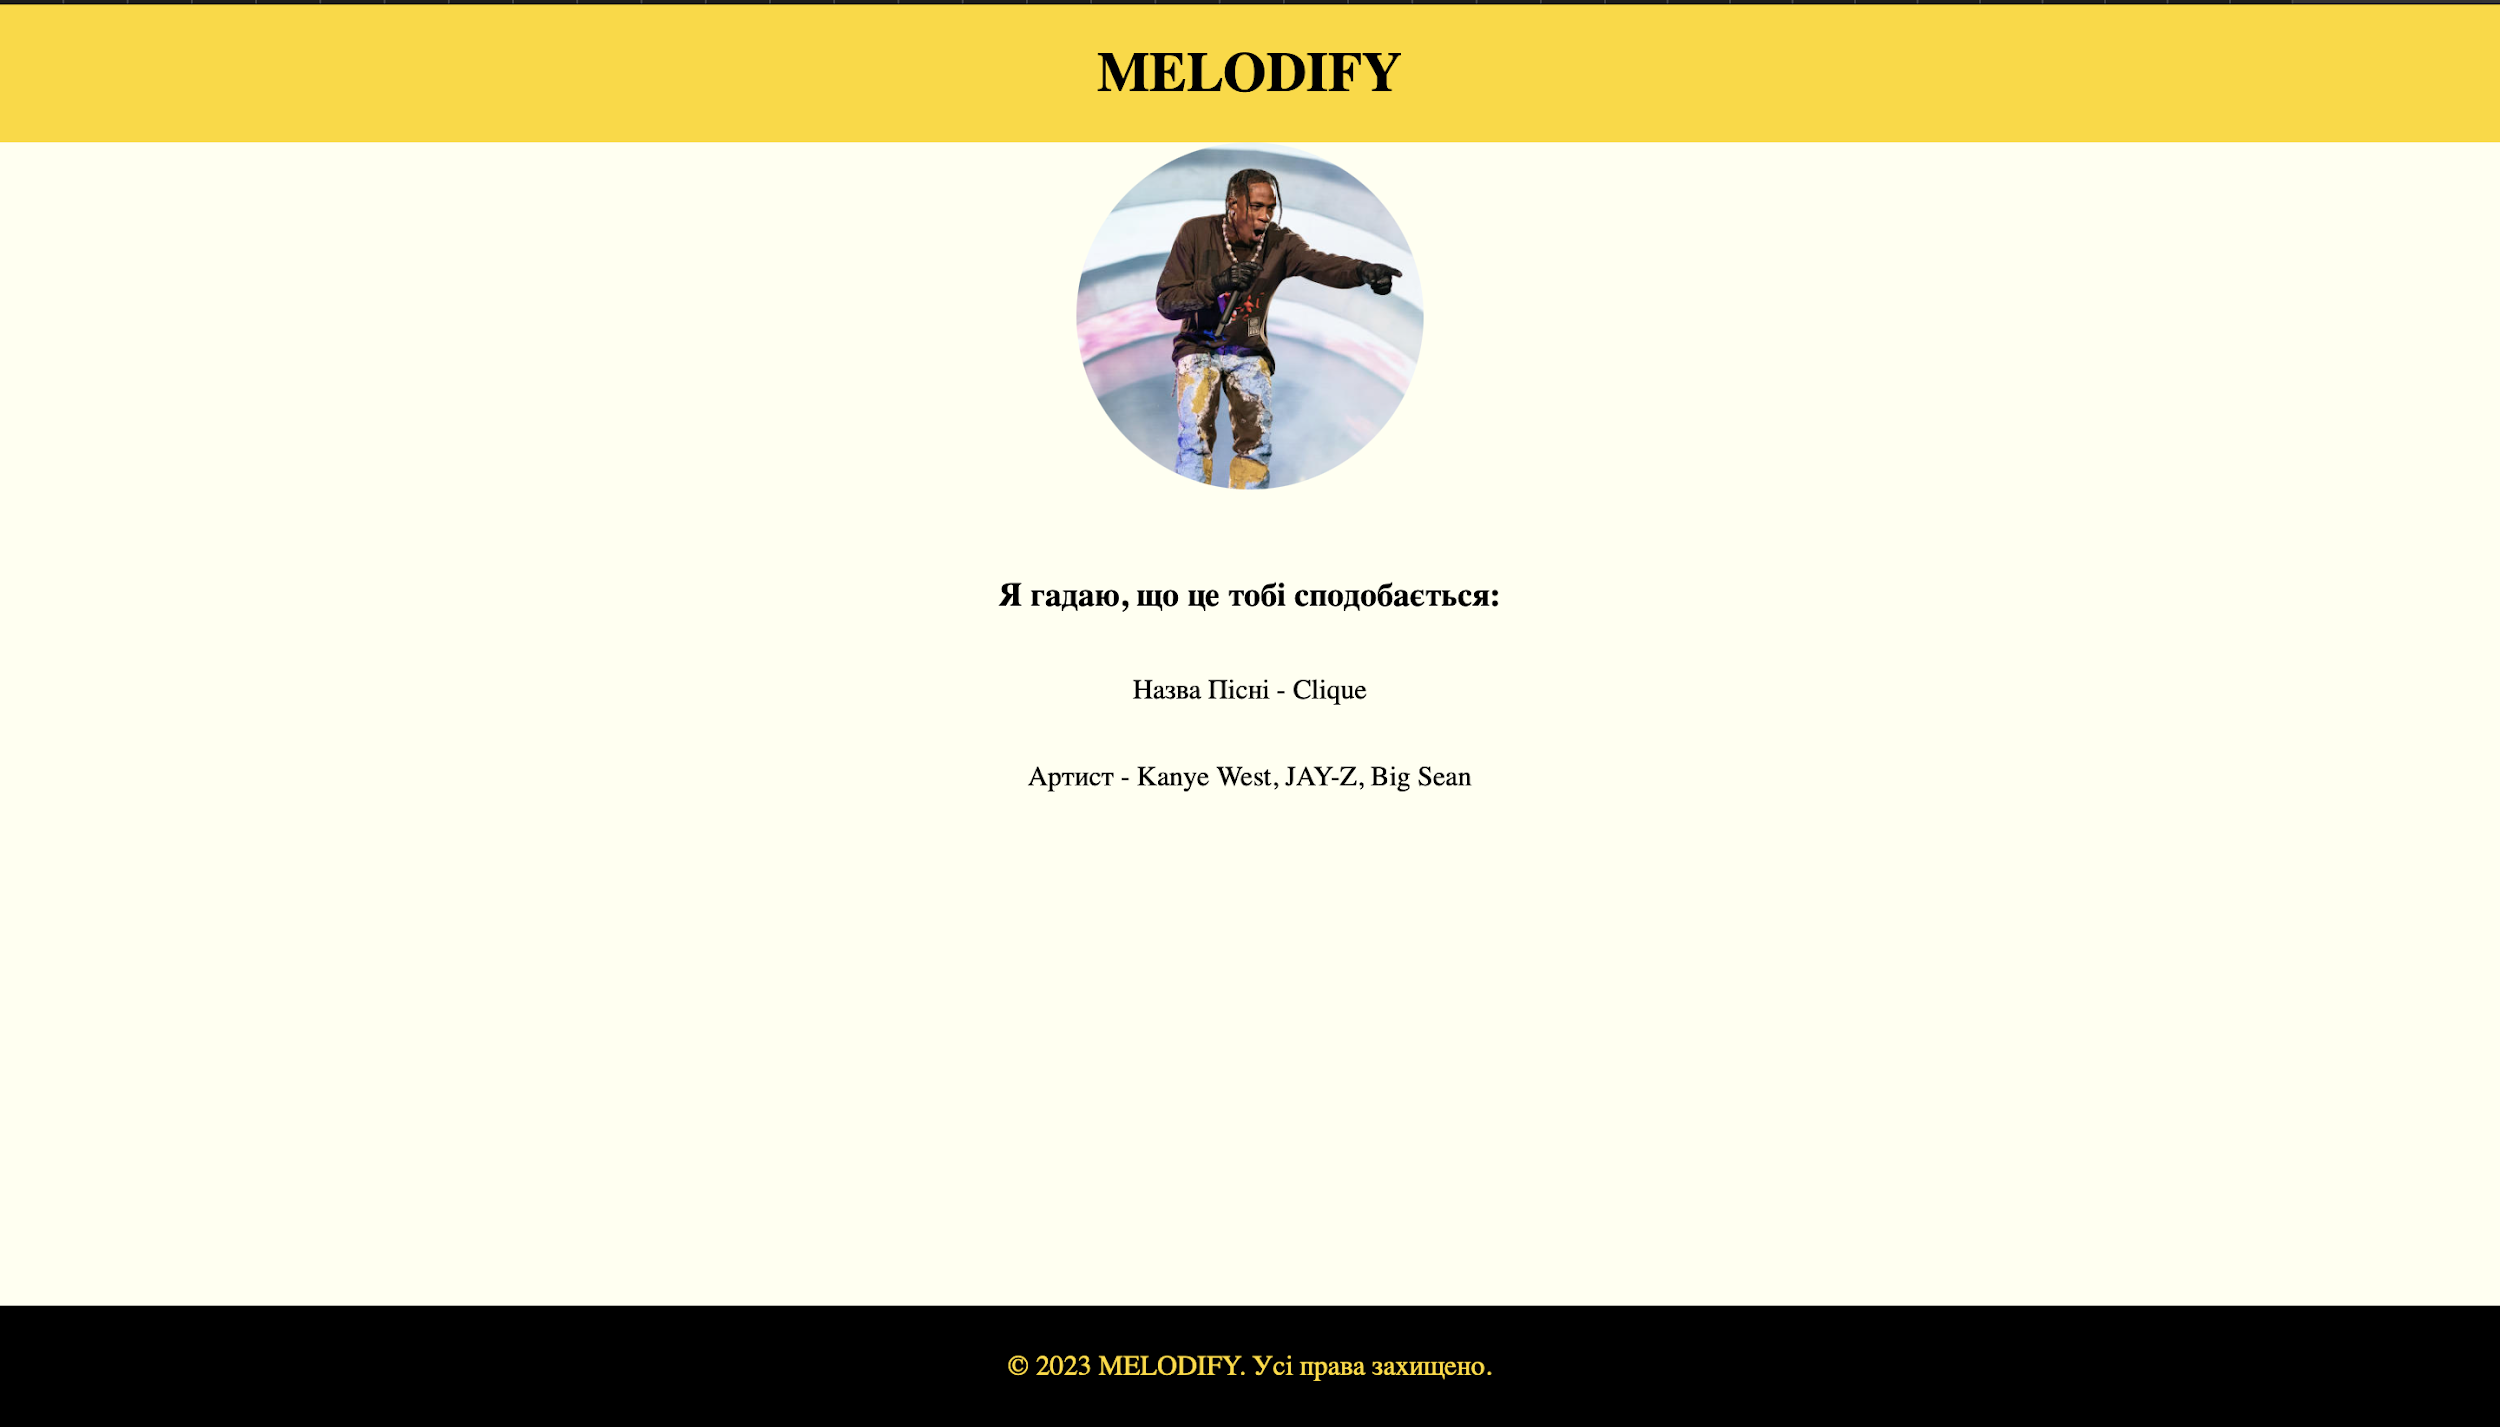 MELODIFY
Я гадаю, що це тобі сподобається:
Назва Пісні - Clique
Артист - Kanye West, JAY-Z, Big Sean
© 2023 MELODIFY. Усі права захищено.